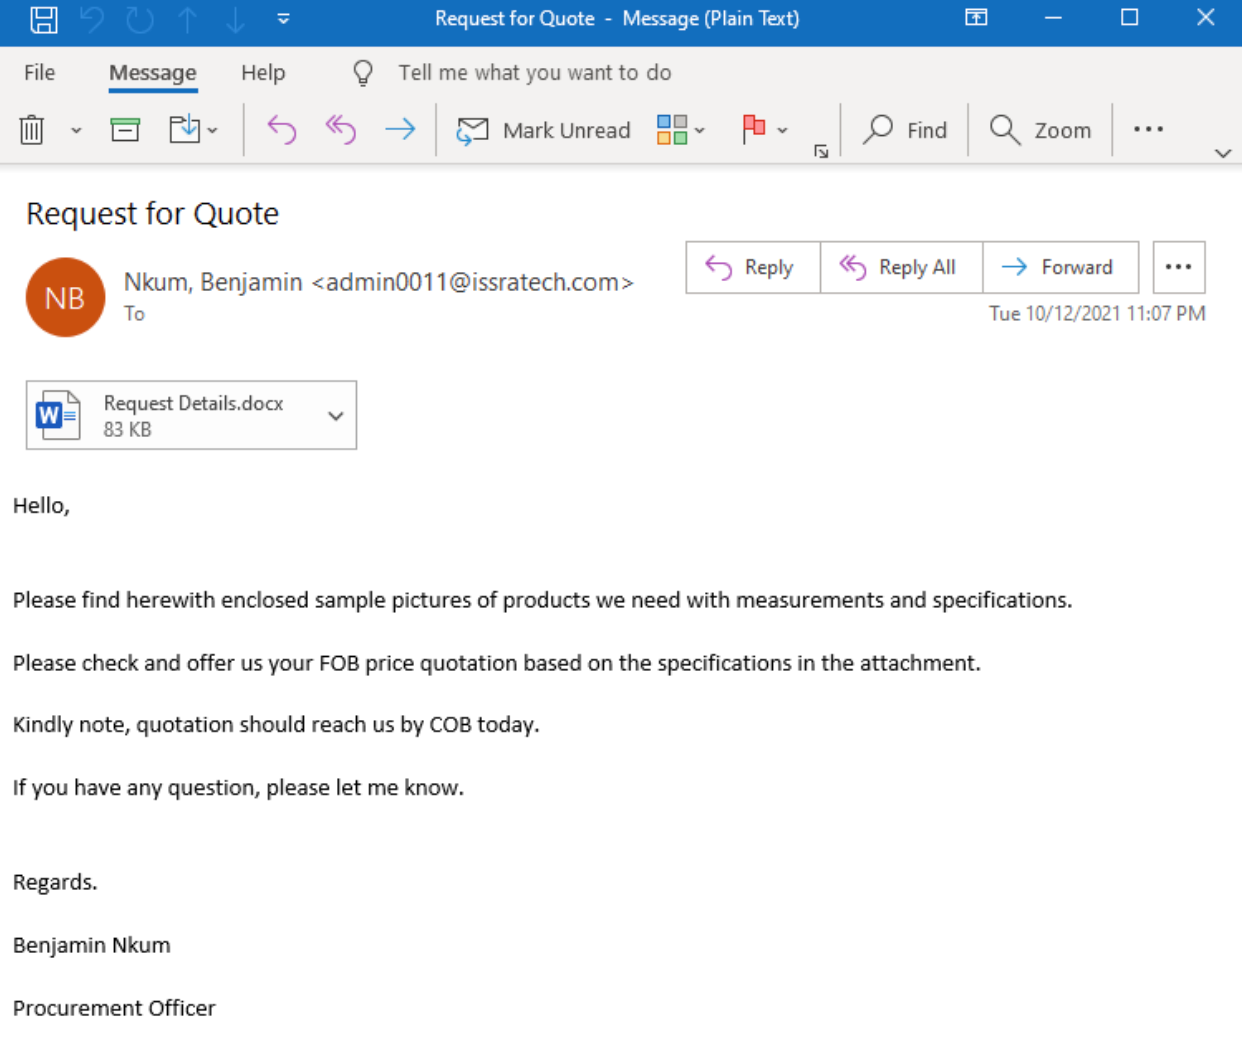 Request for Quote - Message (Plain Text)
File Message Help Tell me what you want to do
Mark Unread Find Zoom
Request for Quote
NB
Nkum, Benjamin <admin0011@issratech.com>
To
Reply Reply All Forward
Tue 10/12/2021 11:07 PM
W
Request Details.docx
83 KB
Hello,
Please find herewith enclosed sample pictures of products we need with measurements and specifications.
Please check and offer us your FOB price quotation based on the specifications in the attachment.
Kindly note, quotation should reach us by COB today.
If you have any question, please let me know.
Regards.
Benjamin Nkum
Procurement Officer